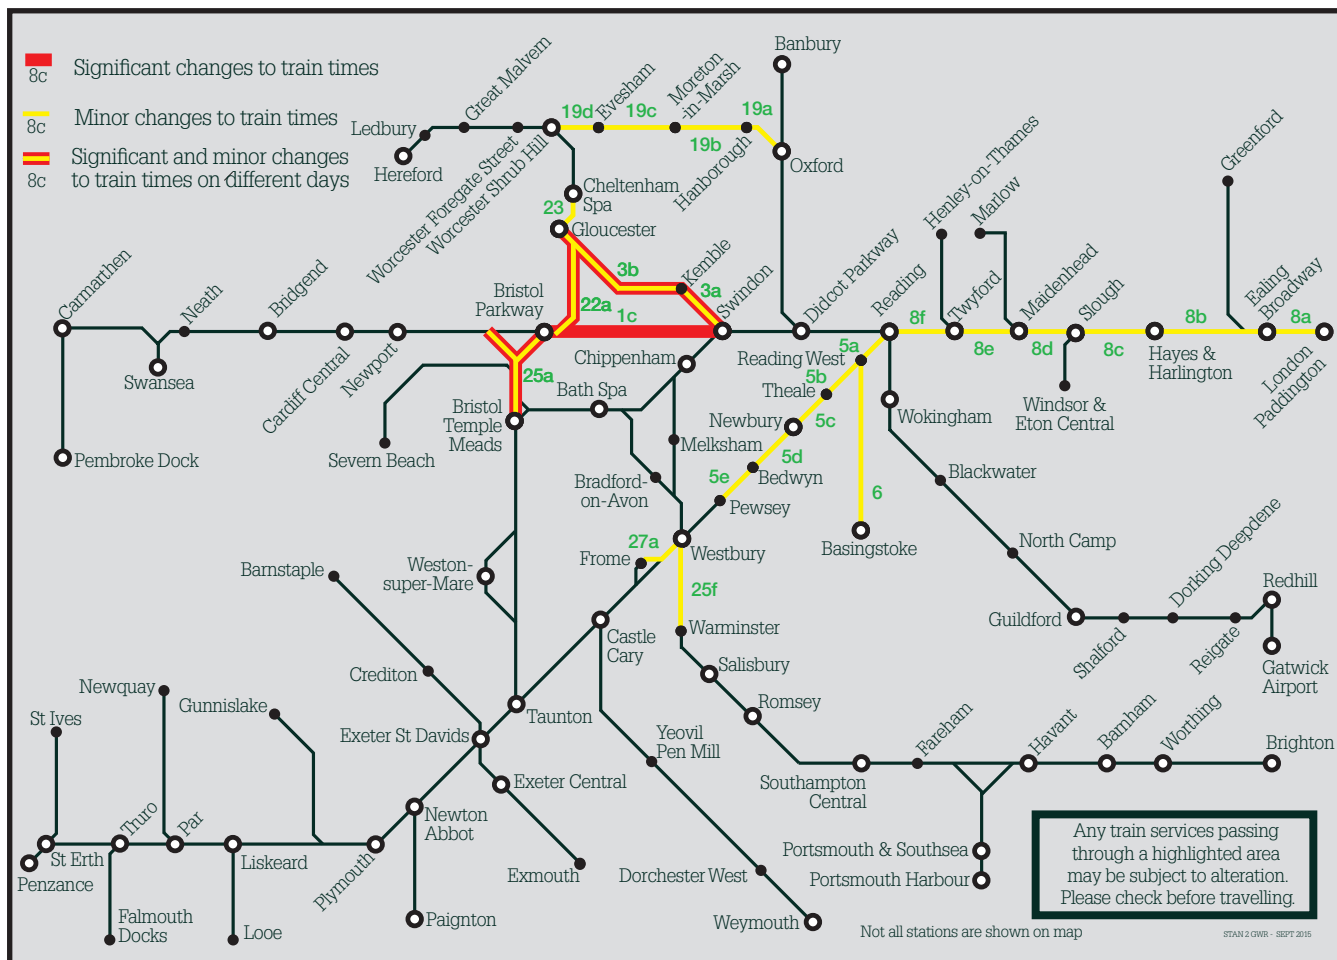 8c
Significant changes to train times
8c
Minor changes to train times
8c
Significant and minor changes
to train times on different days
Banbury
Great Malvern
Ledbury
Hereford
Worcester Foregate Street
Worcester Shrub Hill
19d
Evesham
19c
Moreton
-in-Marsh
19b
19a
Hanborough
Oxford
Cheltenham
Spa
23
Gloucester
3b
Kemble
3a
22a
1c
Swindon
Didcot Parkway
Henley-on-Thames
Marlow
Greenford
Carmarthen
Neath
Bridgend
Swansea
Pembroke Dock
Cardiff Central
Newport
Bristol
Parkway
Reading
8f
Twyford
8e
Maidenhead
8d
Slough
8c
8b
Hayes &
Harlington
Ealing
Broadway
8a
London
Paddington
Windsor &
Eton Central
Chippenham
25a
Bath Spa
Bristol
Temple
Meads
Severn Beach
Melksham
Bradford-
on-Avon
Reading West
5a
Theale
5b
Newbury
5c
5d
Bedwyn
5e
Pewsey
6
Basingstoke
Wokingham
Blackwater
North Camp
Guildford
Shalford
Dorking Deepdene
Reigate
Redhill
Gatwick
Airport
Westbury
27a
Frome
25f
Warminster
Weston-
super-Mare
Barnstaple
Castle
Cary
Salisbury
Romsey
Crediton
Newquay
Gunnislake
St Ives
Taunton
Exeter St Davids
Exeter Central
Yeovil
Pen Mill
Southampton
Central
Fareham
Havant
Barnham
Worthing
Brighton
Newton
Abbot
Truro
Par
St Erth
Penzance
Liskeard
Plymouth
Exmouth
Dorchester West
Portsmouth & Southsea
Portsmouth Harbour
Falmouth
Docks
Looe
Paignton
Weymouth
Any train services passing
through a highlighted area
may be subject to alteration.
Please check before travelling.
Not all stations are shown on map
STAN 2 GWR - SEPT 2015